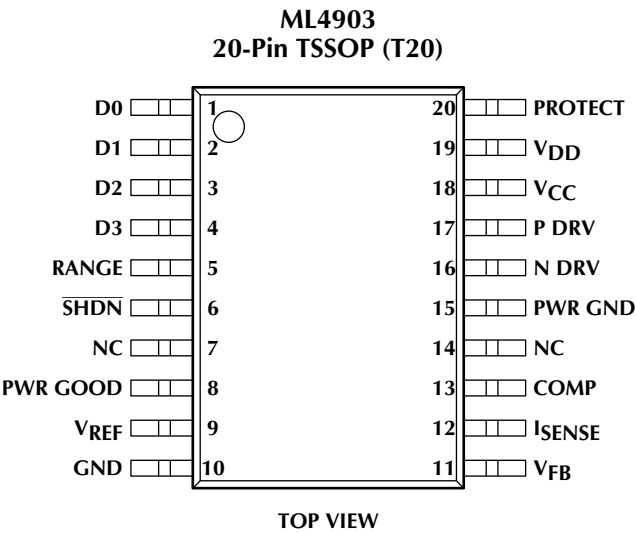 ML4903
20-Pin TSSOP (T20)
D0 1 20 PROTECT
D1 2 19 VDD
D2 3 18 VCC
D3 4 17 P DRV
RANGE 5 16 N DRV
SHDN 6 15 PWR GND
NC 7 14 NC
PWR GOOD 8 13 COMP
VREF 9 12 ISENSE
GND 10 11 VFB
TOP VIEW